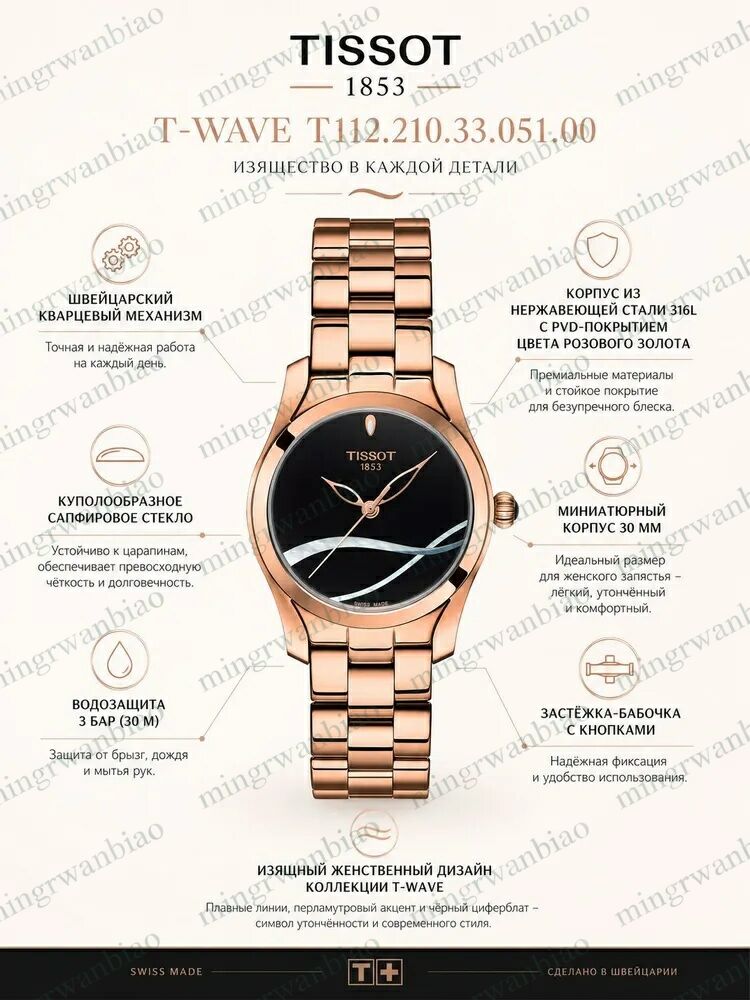 TISSOT
1853
T-WAVE T112.210.33.051.00
ИЗЯЩЕСТВО В КАЖДОЙ ДЕТАЛИ
ШВЕЙЦАРСКИЙ
КВАРЦЕВЫЙ МЕХАНИЗМ
Точная и надёжная работа
на каждый день.
КУПОЛООБРАЗНОЕ
САПФИРОВОЕ СТЕКЛО
Устойчиво к царапинам,
обеспечивает превосходную
чёткость и долговечность.
ВОДОЗАЩИТА
3 БАР (30 М)
Защита от брызг, дождя
и мытья рук.
TISSOT
1853
SWISS MADE
КОРПУС ИЗ
НЕРЖАВЕЮЩЕЙ СТАЛИ 316L
С PVD-ПОКРЫТИЕМ
ЦВЕТА РОЗОВОГО ЗОЛОТА
Премиальные материалы
и стойкое покрытие
для безупречного блеска.
МИНИАТЮРНЫЙ
КОРПУС 30 ММ
Идеальный размер
для женского запястья –
лёгкий, утончённый
и комфортный.
ЗАСТЁЖКА-БАБОЧКА
С КНОПКАМИ
Надёжная фиксация
и удобство использования.
ИЗЯЩНЫЙ ЖЕНСТВЕННЫЙ ДИЗАЙН
КОЛЛЕКЦИИ T-WAVE
Плавные линии, перламутровый акцент и чёрный циферблат –
символ утончённости и современного стиля.
SWISS MADE
T+
СДЕЛАНО В ШВЕЙЦАРИИ
mingrwanbiao